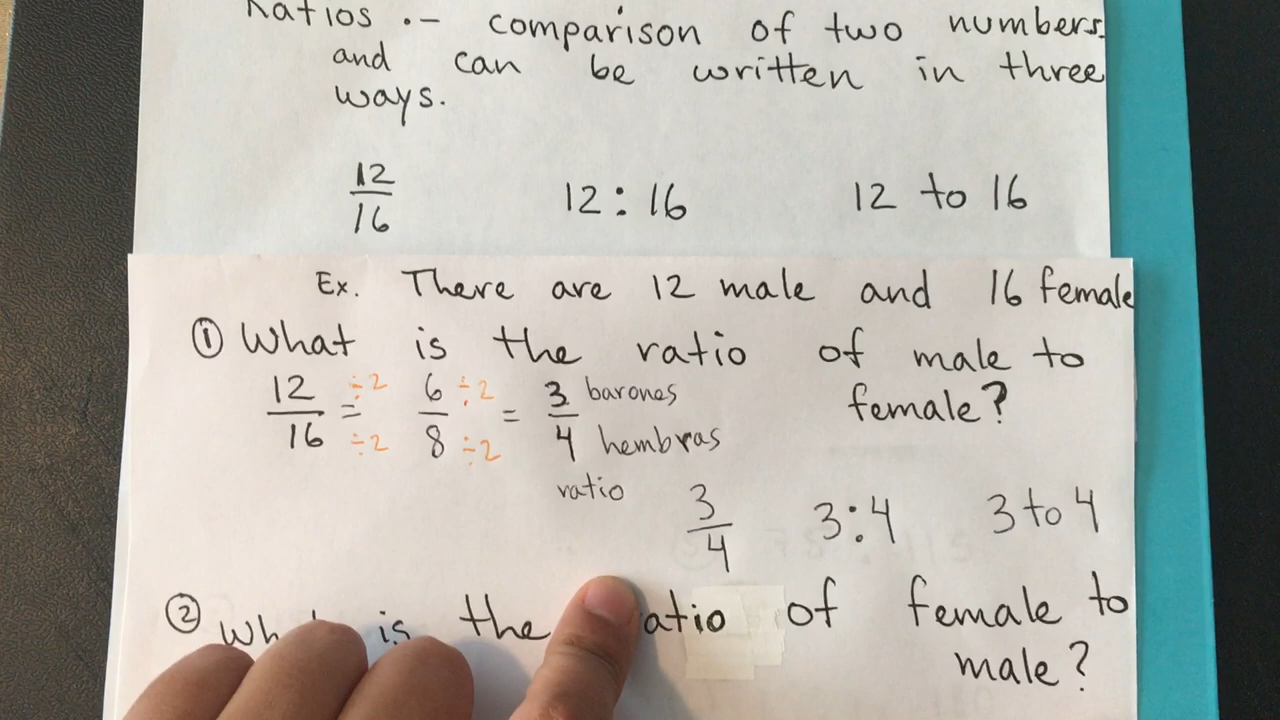 Ratios :- comparison of two numbers.
and can be written in three
ways.
12/16 12:16 12 to 16
Ex. There are 12 male and 16 female
① What is the ratio of male to
female?
12/16 = ÷2/÷2 6/8 ÷2/÷2 = 3/4 barones hembras
ratio 3/4 3:4 3 to 4
② is the of female to
male?